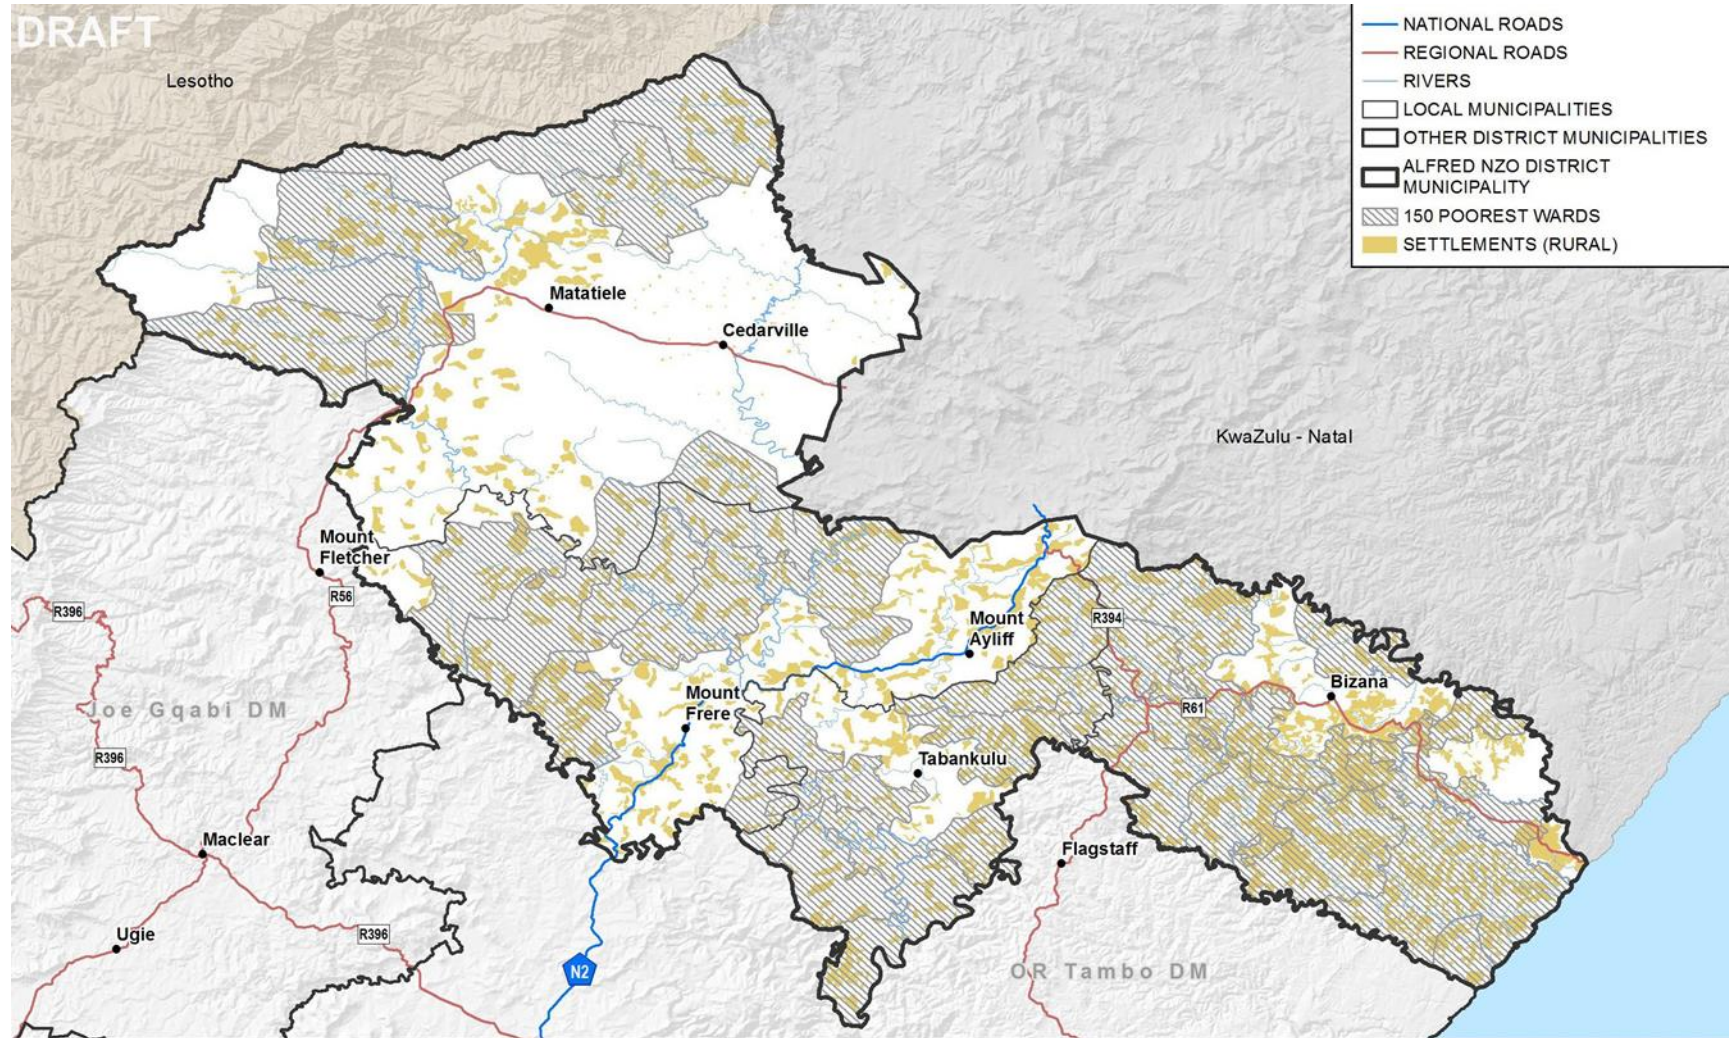 DRAFT
Lesotho
NATIONAL ROADS
REGIONAL ROADS
RIVERS
LOCAL MUNICIPALITIES
OTHER DISTRICT MUNICIPALITIES
ALFRED NZO DISTRICT
MUNICIPALITY
150 POOREST WARDS
SETTLEMENTS (RURAL)
Matatiele
Cedarville
KwaZulu - Natal
Mount
Fletcher
R56
R396
Mount
Ayliff
R394
Bizana
R61
Mount
Frere
Joe Gqabi DM
R396
Tabankulu
Maclear
Flagstaff
Ugie
R396
N2
OR Tambo DM